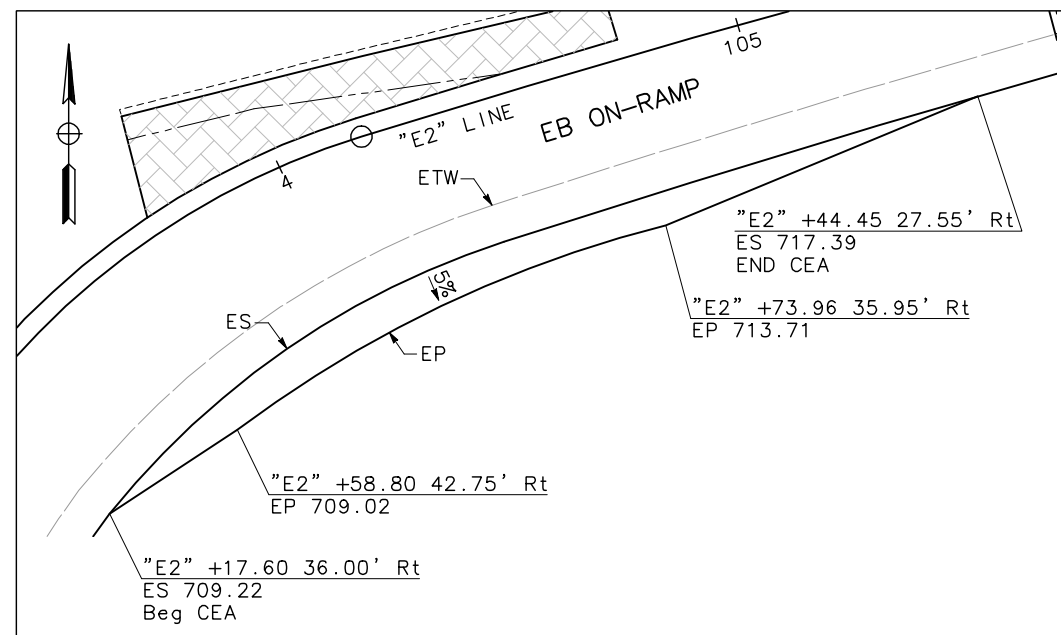 105
"E2" LINE
EB ON-RAMP
4
ETW
"E2" +44.45 27.55' Rt
ES 717.39
END CEA
5%
"E2" +73.96 35.95' Rt
EP 713.71
ES
EP
"E2" +58.80 42.75' Rt
EP 709.02
"E2" +17.60 36.00' Rt
ES 709.22
Beg CEA